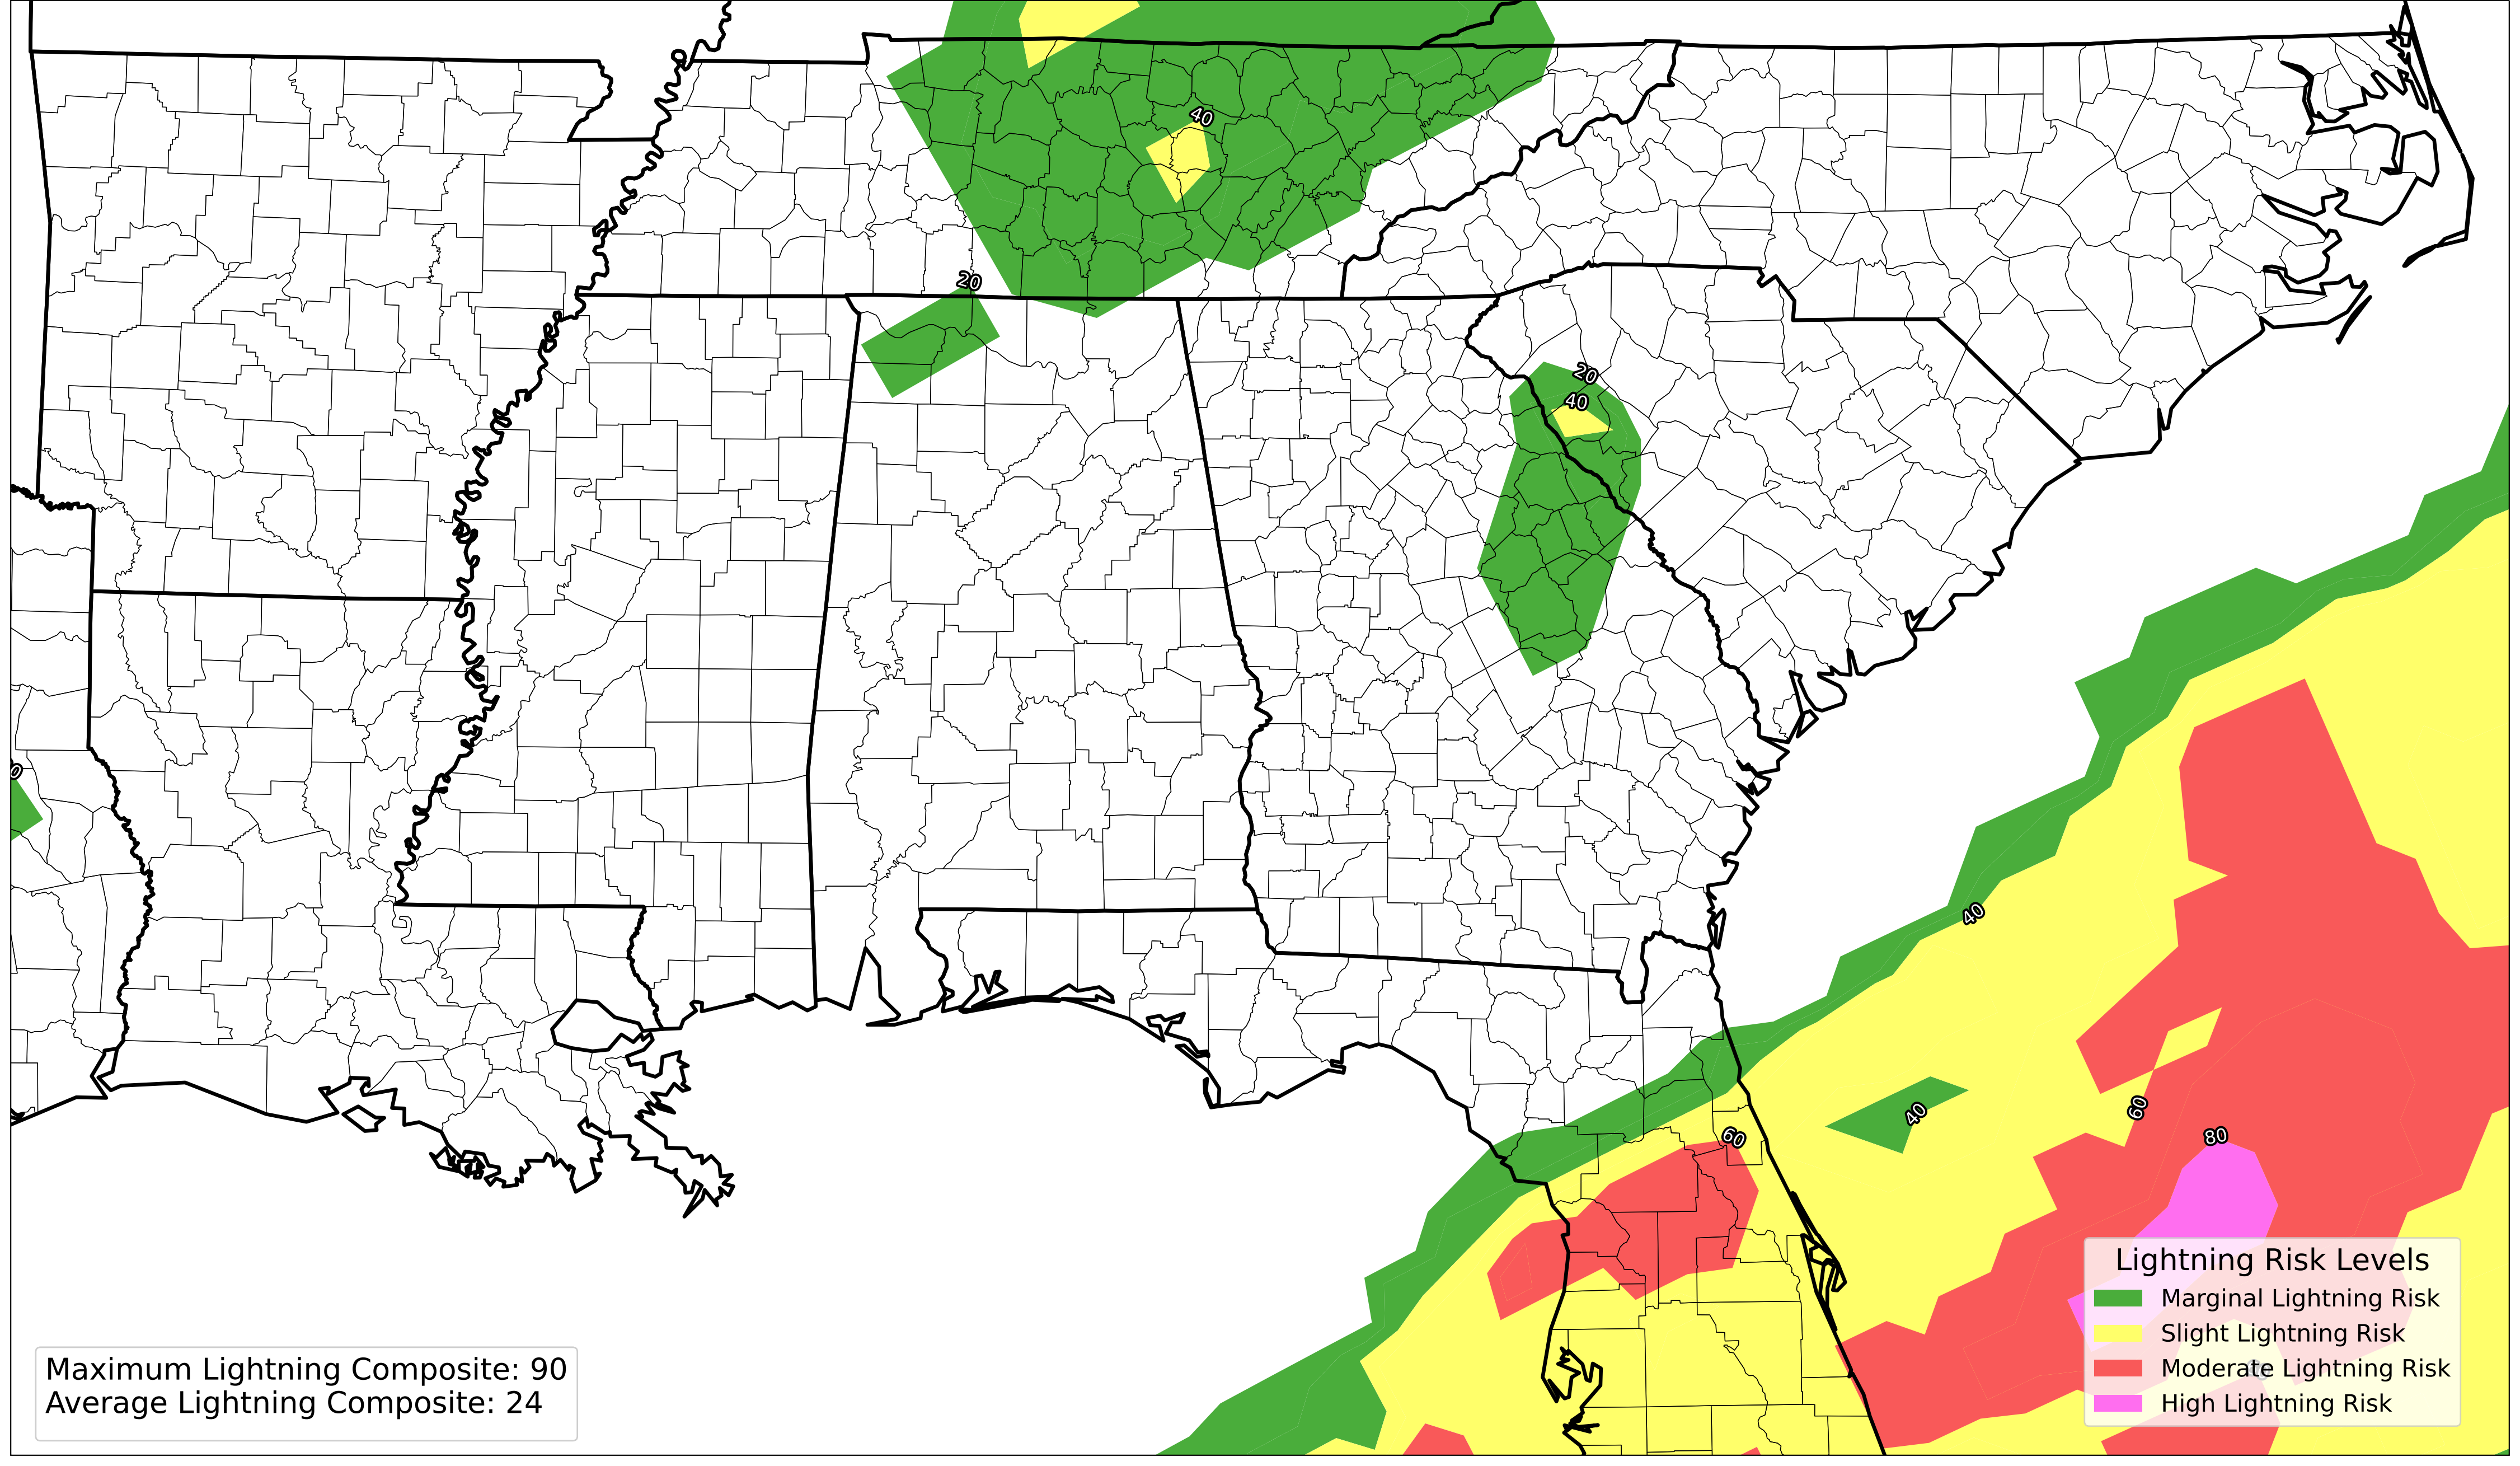 40
20
20
40
0
40
40
60
60
80
Lightning Risk Levels
Marginal Lightning Risk
Slight Lightning Risk
Moderate Lightning Risk
High Lightning Risk
Maximum Lightning Composite: 90
Average Lightning Composite: 24